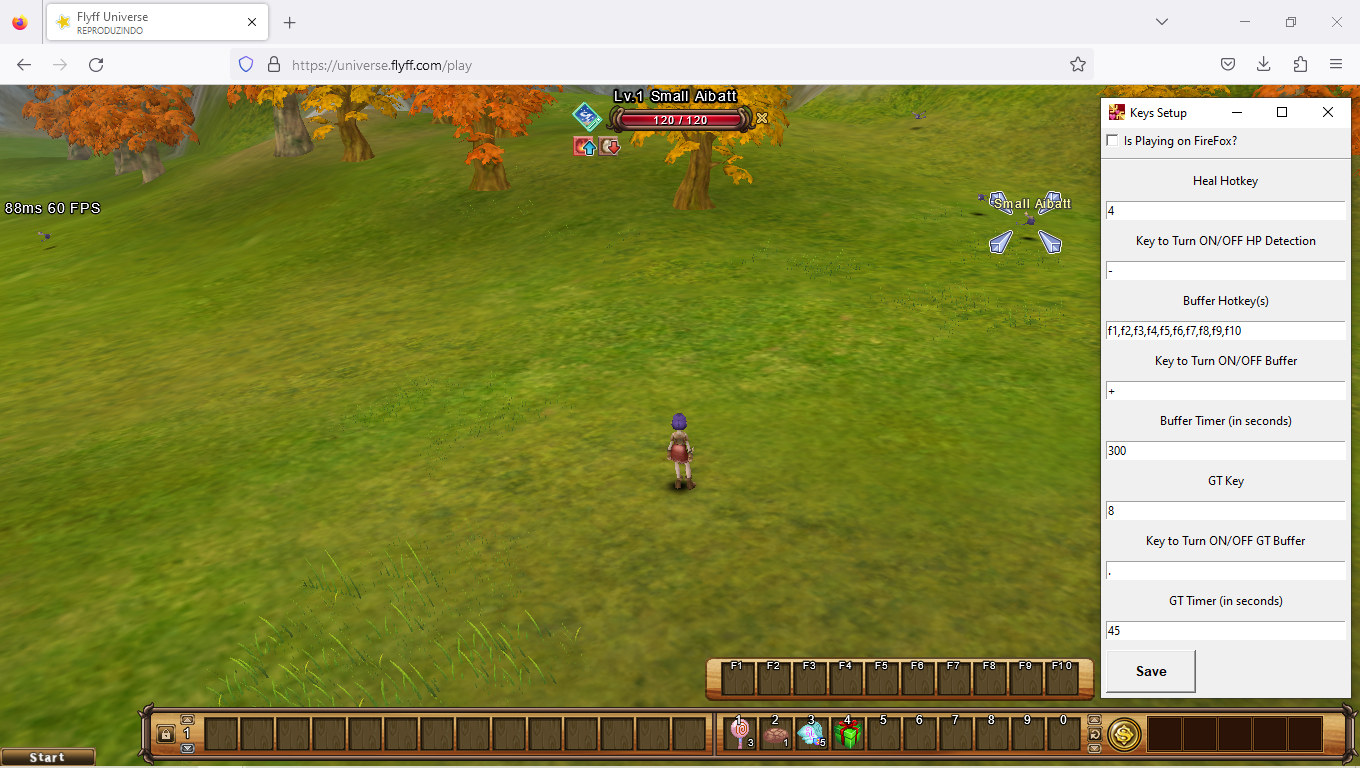 Flyff Universe
REPRODUZINDO
https://universe.flyff.com/play
Lv.1 Small Aibatt
120 / 120
88ms 60 FPS
Small Aibatt
Keys Setup
Is Playing on FireFox?
Heal Hotkey
4
Key to Turn ON/OFF HP Detection
-
Buffer Hotkey(s)
f1,f2,f3,f4,f5,f6,f7,f8,f9,f10
Key to Turn ON/OFF Buffer
+
Buffer Timer (in seconds)
300
GT Key
8
Key to Turn ON/OFF GT Buffer
.
GT Timer (in seconds)
45
Save
F1 F2 F3 F4 F5 F6 F7 F8 F9 F10
1
1 2 3 4 5 6 7 8 9 0
3 1 5
Start